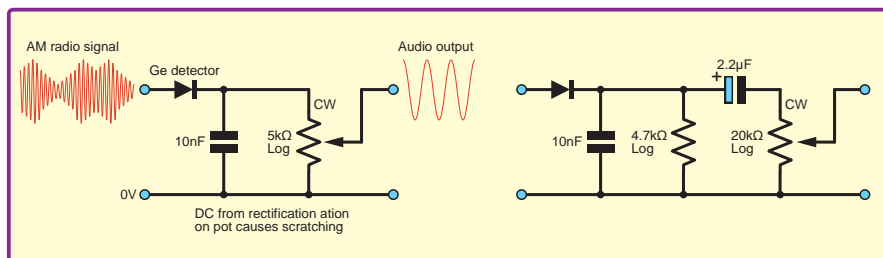 AM radio signal
Audio output
Ge detector
2.2µF
+
CW
CW
10nF
5kΩ
Log
10nF
4.7kΩ
Log
20kΩ
Log
0V
DC from rectification ation
on pot causes scratching